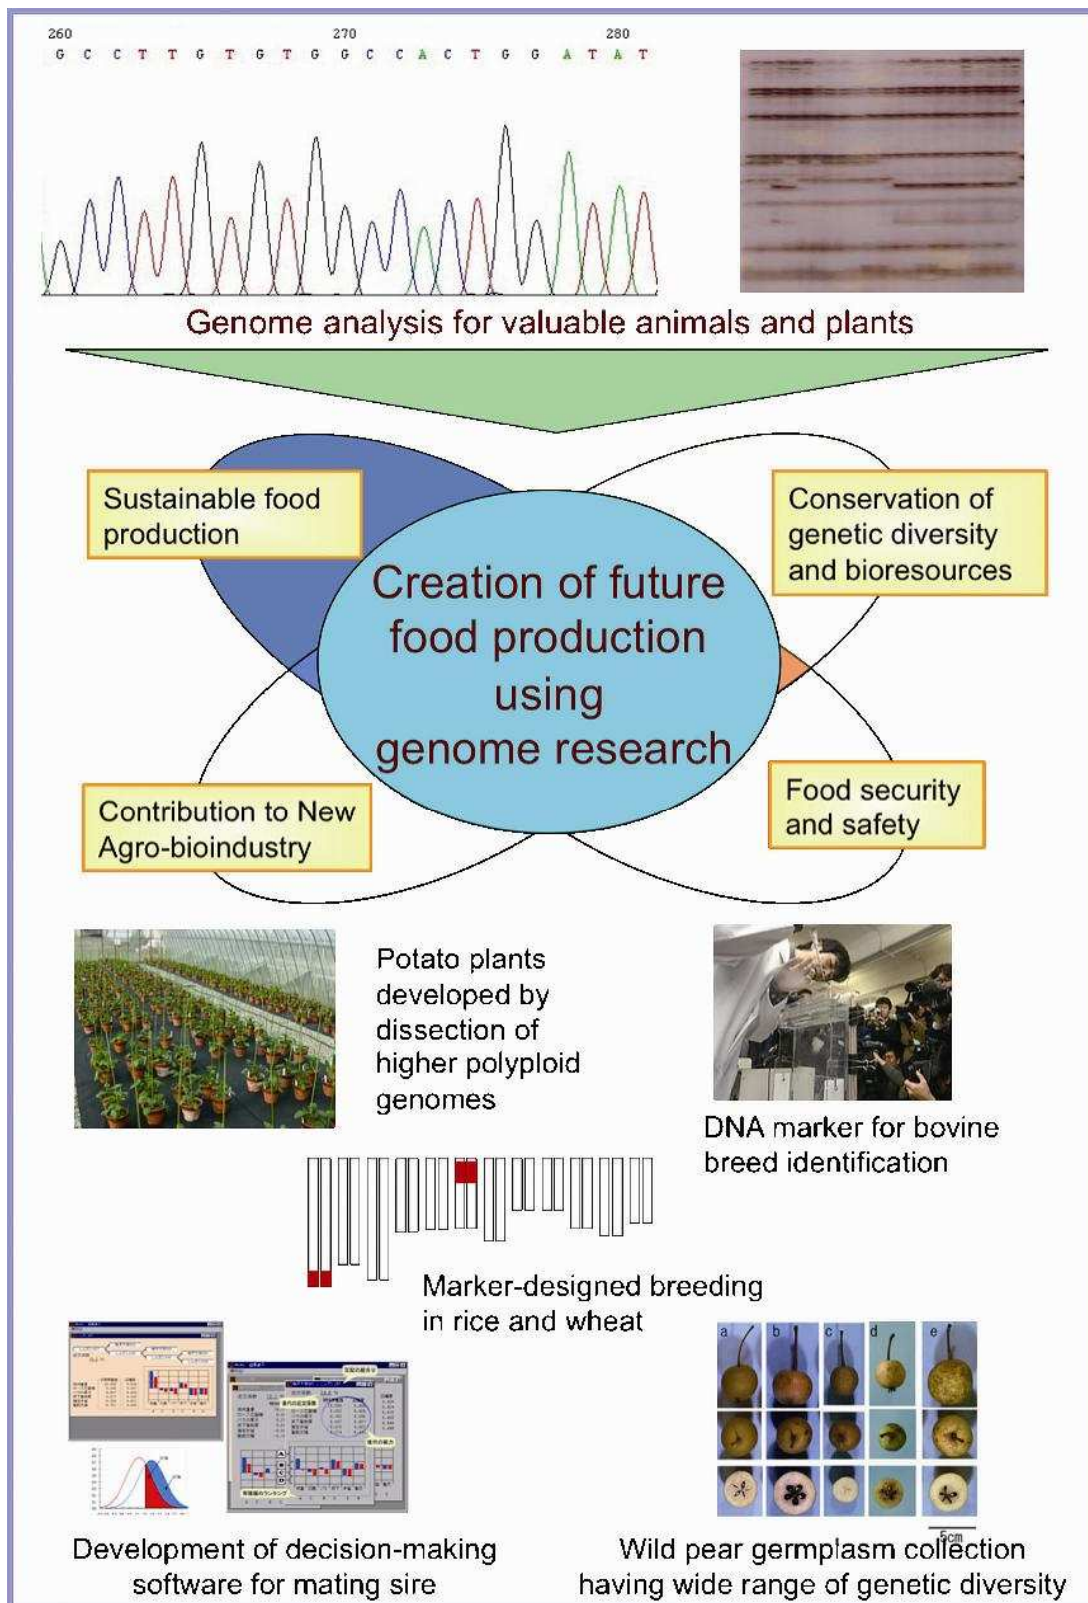 260 270 280
G C C T T G T G T G G C C A C T G G A T A T
Genome analysis for valuable animals and plants
Sustainable food
production
Conservation of
genetic diversity
and bioresources
Creation of future
food production
using
genome research
Contribution to New
Agro-bioindustry
Food security
and safety
Potato plants
developed by
dissection of
higher polyploid
genomes
DNA marker for bovine
breed identification
Marker-designed breeding
in rice and wheat
a b c d e
5cm
Development of decision-making
software for mating sire
Wild pear germplasm collection
having wide range of genetic diversity